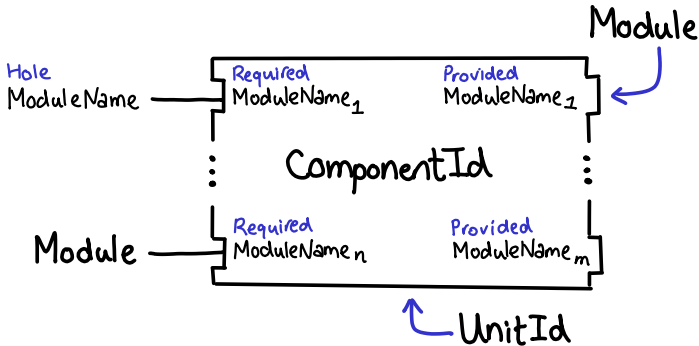 Module
Hole
ModuleName
Required
ModuleName₁
Provided
ModuleName₁
ComponentId
Module
Required
ModuleNameₙ
Provided
ModuleNameₘ
UnitId